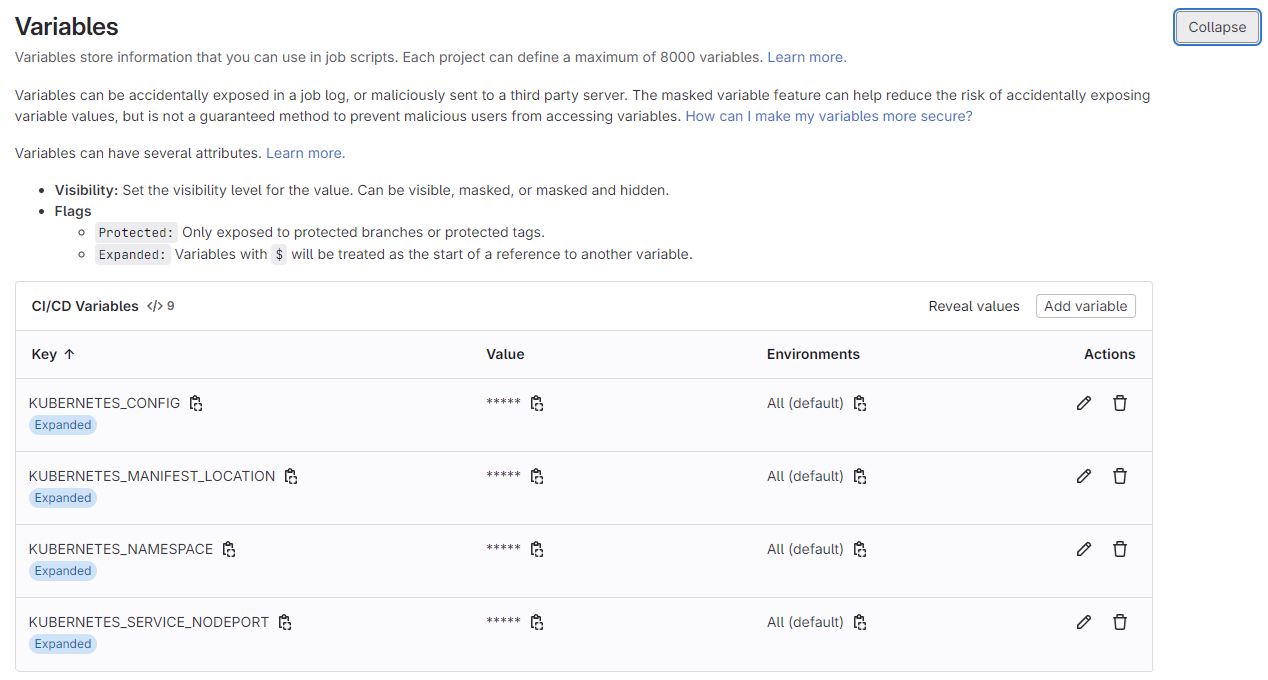 Variables
Collapse
Variables store information that you can use in job scripts. Each project can define a maximum of 8000 variables. Learn more.
Variables can be accidentally exposed in a job log, or maliciously sent to a third party server. The masked variable feature can help reduce the risk of accidentally exposing
variable values, but is not a guaranteed method to prevent malicious users from accessing variables. How can I make my variables more secure?
Variables can have several attributes. Learn more.
• Visibility: Set the visibility level for the value. Can be visible, masked, or masked and hidden.
• Flags
◦ Protected: Only exposed to protected branches or protected tags.
◦ Expanded: Variables with $ will be treated as the start of a reference to another variable.
CI/CD Variables </> 9 Reveal values Add variable
Key ↑ Value Environments Actions
KUBERNETES_CONFIG ***** All (default)
Expanded
KUBERNETES_MANIFEST_LOCATION ***** All (default)
Expanded
KUBERNETES_NAMESPACE ***** All (default)
Expanded
KUBERNETES_SERVICE_NODEPORT ***** All (default)
Expanded